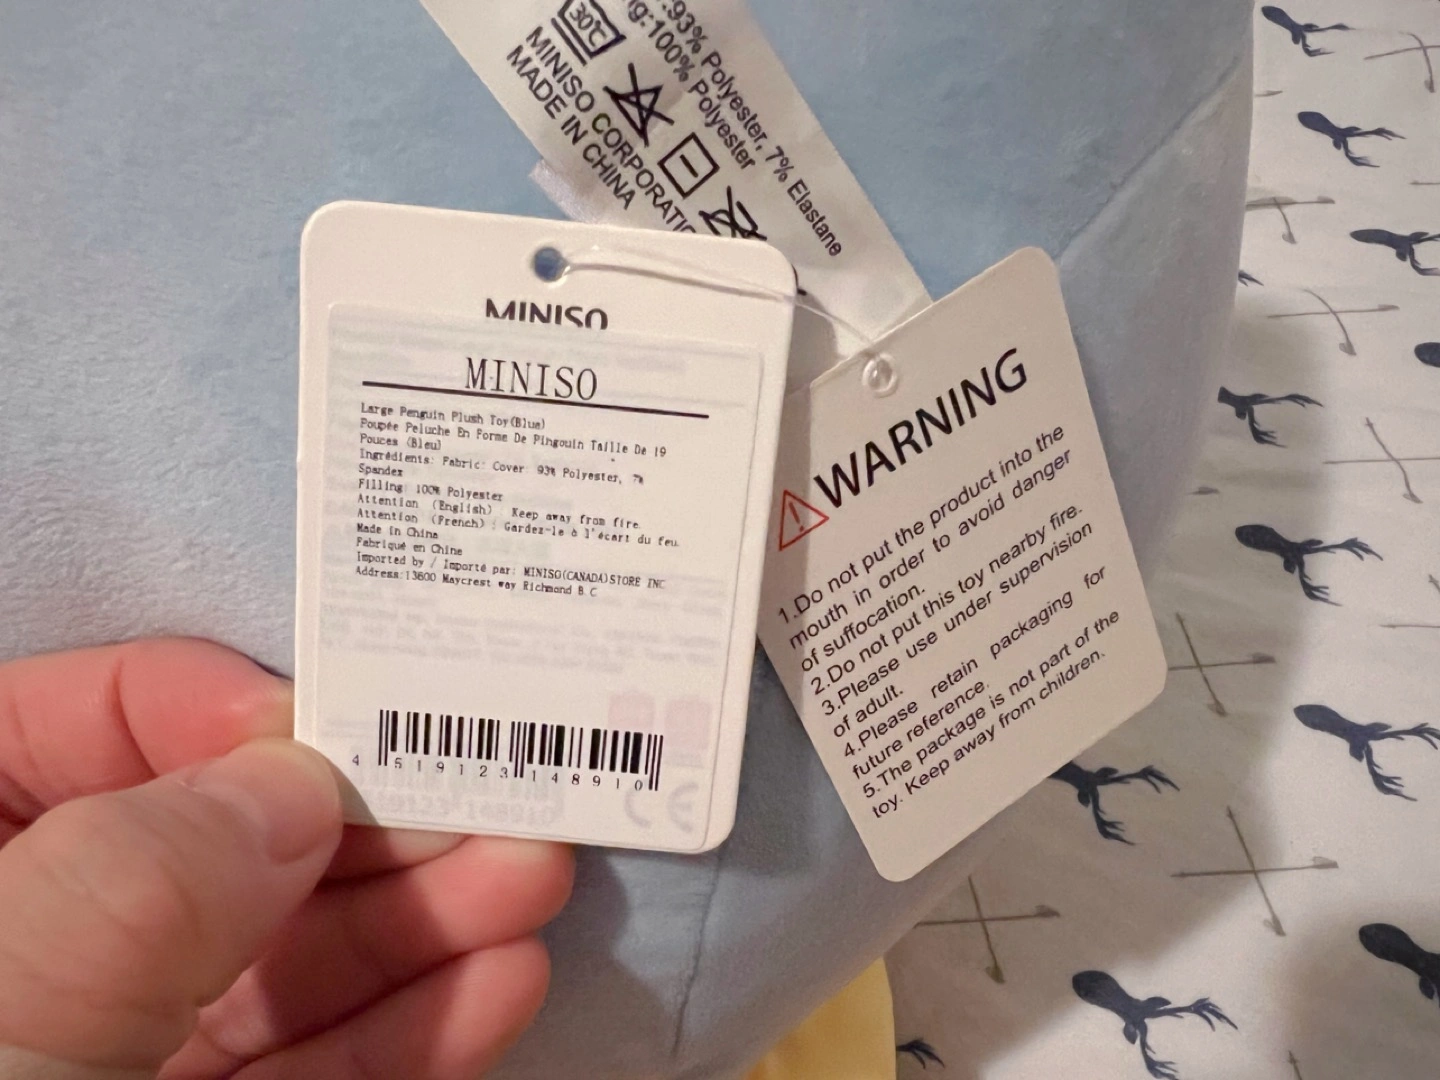 93% Polyester, 7% Elastane
100% Polyester
30°C
MINISO CORPORATIO
MADE IN CHINA
MINISO
MINISO
Large Penguin Plush Toy(Blue)
Poupée Peluche En Forme De Pingouin Taille De 19
Pouces (Bleu)
Ingrédients: Fabric: Cover: 93% Polyester, 7%
Spandex
Filling: 100% Polyester
Attention (English) Keep away from fire.
Attention (French) : Gardez-le à l'écart du feu.
Made in China
Fabriqué en Chine
Imported by / Importé par: MINISO(CANADA)STORE INC
Address:13600 Maycrest way Richmond B.C
4 519123 148910
WARNING
1.Do not put the product into the
mouth in order to avoid danger
of suffocation.
2.Do not put this toy nearby fire.
3.Please use under supervision
of adult.
4.Please retain packaging for
future reference.
5.The package is not part of the
toy. Keep away from children.